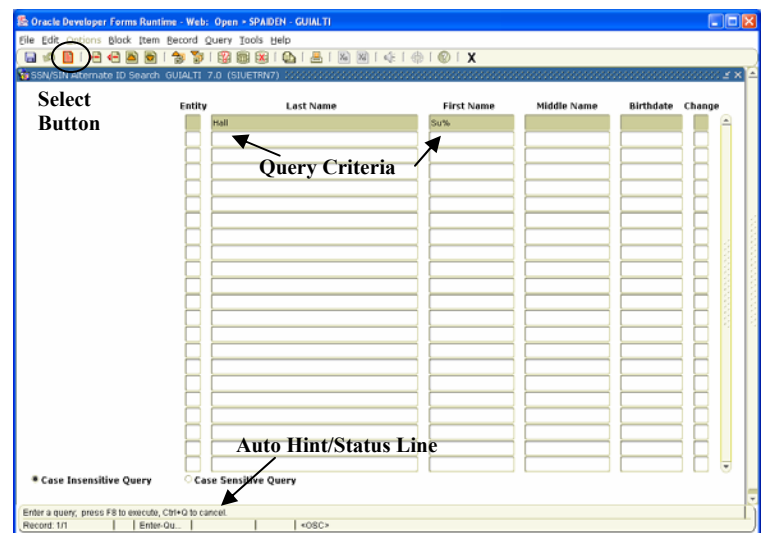 Oracle Developer Forms Runtime - Web: Open > SPAIDEN - GUIALTI
File Edit Options Block Item Record Query Tools Help
X
SSN/SIN Alternate ID Search GUIALTI 7.0 (SIUETRN7)
Select
Button
Entity Last Name First Name Middle Name Birthdate Change
Hall Su%
Query Criteria
Auto Hint/Status Line
Case Insensitive Query Case Sensitive Query
Enter a query; press F8 to execute, Ctrl+Q to cancel.
Record: 1/1 Enter-Qu... <OSC>